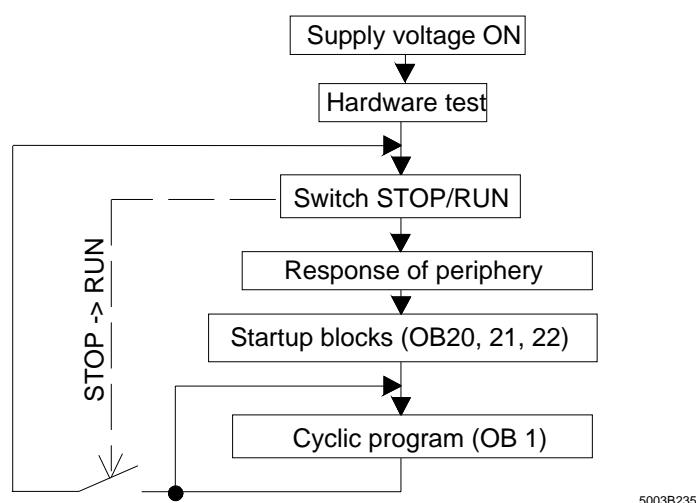 Supply voltage ON
Hardware test
Switch STOP/RUN
Response of periphery
STOP -> RUN
Startup blocks (OB20, 21, 22)
Cyclic program (OB 1)
5003B235